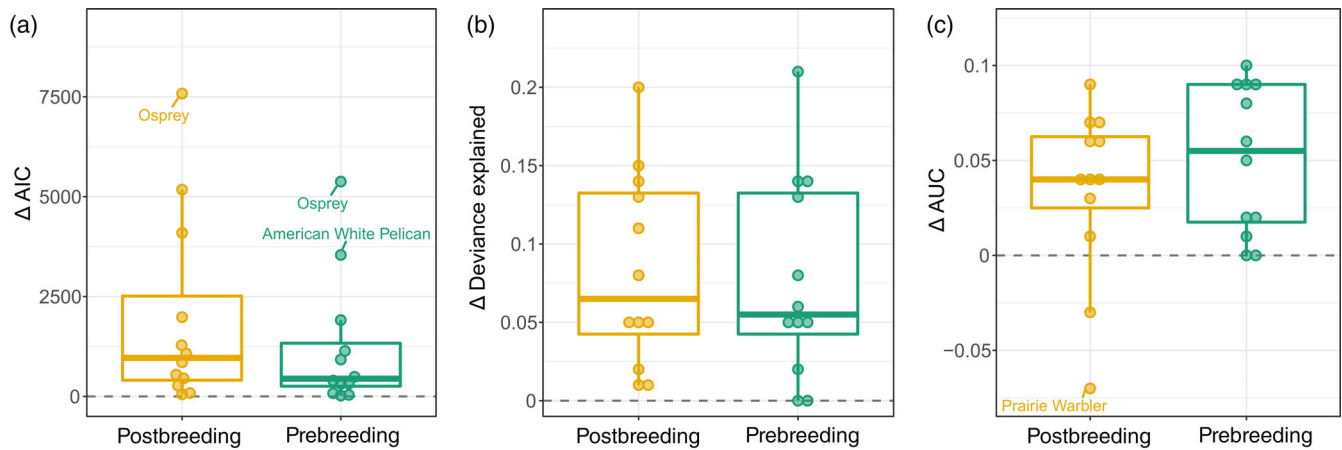 (a)
Δ AIC
7500
5000
2500
0
Osprey
Osprey
American White Pelican
Postbreeding
Prebreeding
(b)
Δ Deviance explained
0.2
0.15
0.1
0.05
0
Postbreeding
Prebreeding
(c)
Δ AUC
0.1
0.05
0
−0.05
Prairie Warbler
Postbreeding
Prebreeding